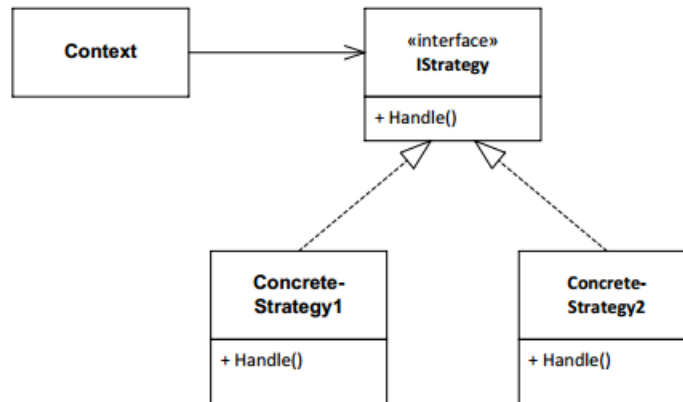 Context
«interface»
IStrategy
+ Handle()
Concrete-
Strategy1
+ Handle()
Concrete-
Strategy2
+ Handle()